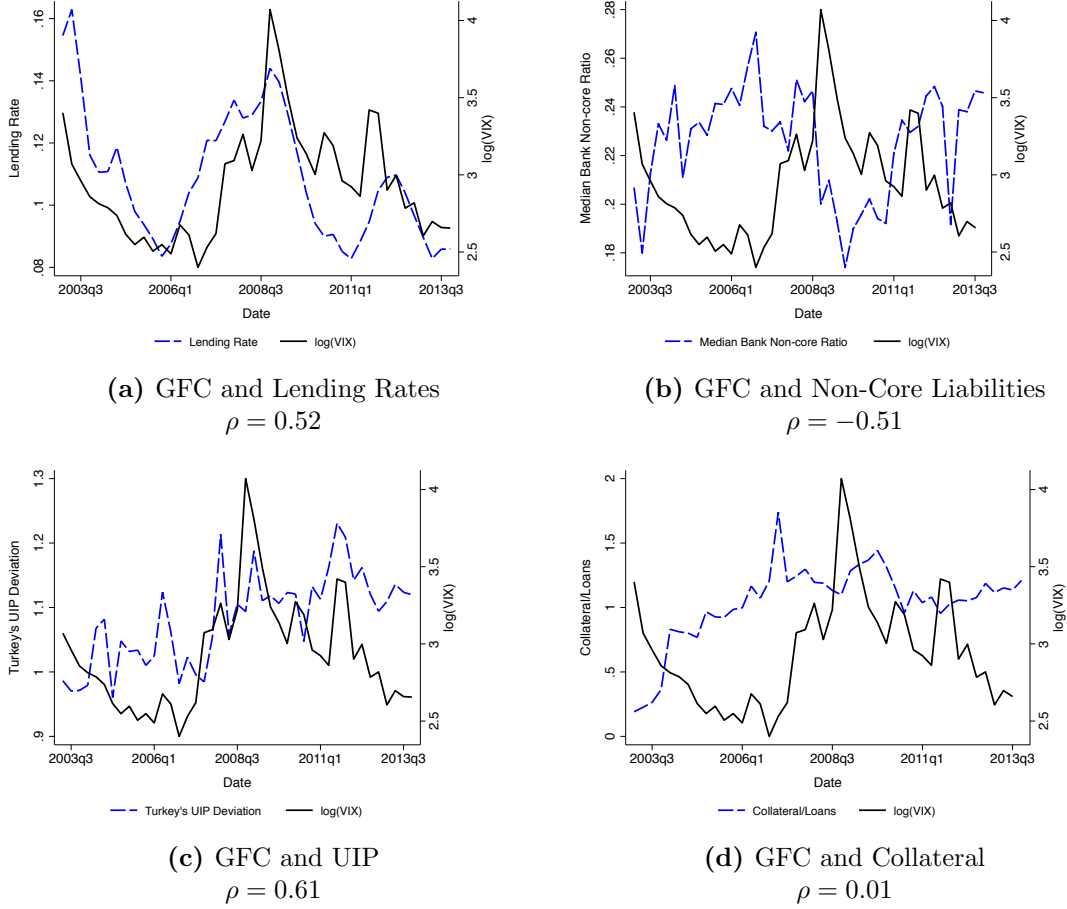 .16
.14
.12
.1
.08
Lending Rate
4
3.5
3
2.5
log(VIX)
2003q3 2006q1 2008q3 2011q1 2013q3
Date
Lending Rate log(VIX)
(a) GFC and Lending Rates
ρ = 0.52
.28
.26
.24
.22
.2
.18
Median Bank Non-core Ratio
4
3.5
3
2.5
log(VIX)
2003q3 2006q1 2008q3 2011q1 2013q3
Date
Median Bank Non-core Ratio log(VIX)
(b) GFC and Non-Core Liabilities
ρ = −0.51
1.3
1.2
1.1
1
.9
Turkey's UIP Deviation
4
3.5
3
2.5
log(VIX)
2003q3 2006q1 2008q3 2011q1 2013q3
Date
Turkey's UIP Deviation log(VIX)
(c) GFC and UIP
ρ = 0.61
2
1.5
1
.5
0
Collateral/Loans
4
3.5
3
2.5
log(VIX)
2003q3 2006q1 2008q3 2011q1 2013q3
Date
Collateral/Loans log(VIX)
(d) GFC and Collateral
ρ = 0.01